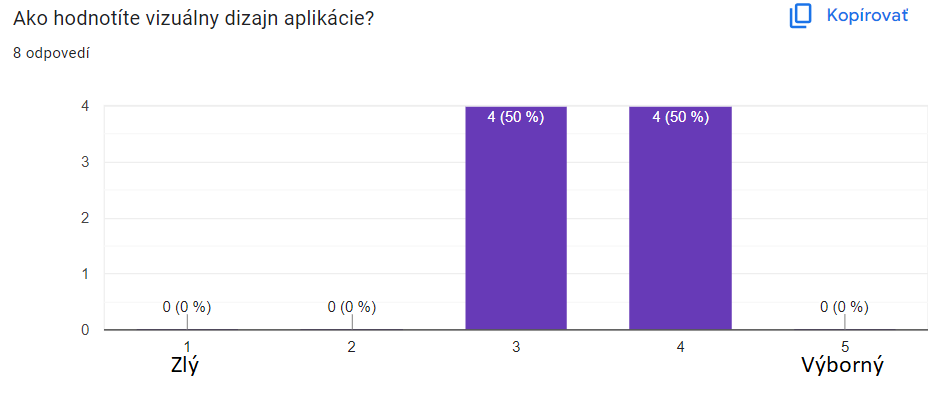 Ako hodnotíte vizuálny dizajn aplikácie?
Kopírovať
8 odpovedí
4
3
2
1
0
0 (0 %)
0 (0 %)
4 (50 %)
4 (50 %)
0 (0 %)
1
2
3
4
5
Zlý
Výborný